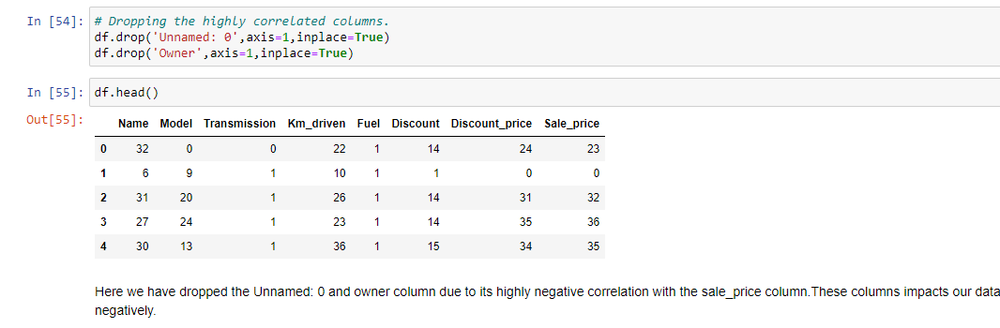 In [54]: # Dropping the highly correlated columns.
df.drop('Unnamed: 0',axis=1,inplace=True)
df.drop('Owner',axis=1,inplace=True)
In [55]: df.head()
Out[55]:
Name Model Transmission Km_driven Fuel Discount Discount_price Sale_price
0 32 0 0 22 1 14 24 23
1 6 9 1 10 1 1 0 0
2 31 20 1 26 1 14 31 32
3 27 24 1 23 1 14 35 36
4 30 13 1 36 1 15 34 35
Here we have dropped the Unnamed: 0 and owner column due to its highly negative correlation with the sale_price column.These columns impacts our data
negatively.